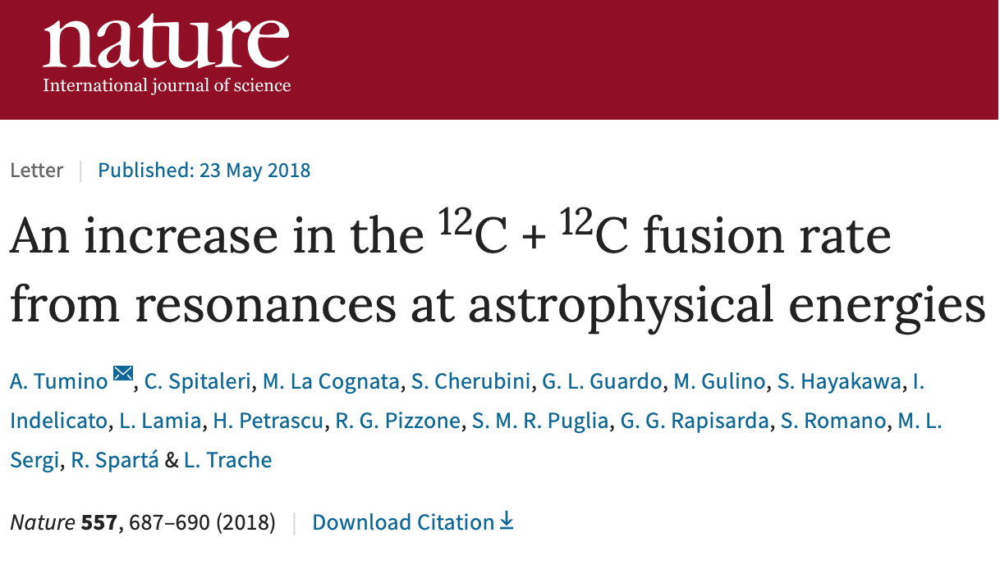 nature
International journal of science
Letter | Published: 23 May 2018
An increase in the ¹²C + ¹²C fusion rate
from resonances at astrophysical energies
A. Tumino, C. Spitaleri, M. La Cognata, S. Cherubini, G. L. Guardo, M. Gulino, S. Hayakawa, I.
Indelicato, L. Lamia, H. Petrascu, R. G. Pizzone, S. M. R. Puglia, G. G. Rapisarda, S. Romano, M. L.
Sergi, R. Spartá & L. Trache
Nature 557, 687–690 (2018) | Download Citation